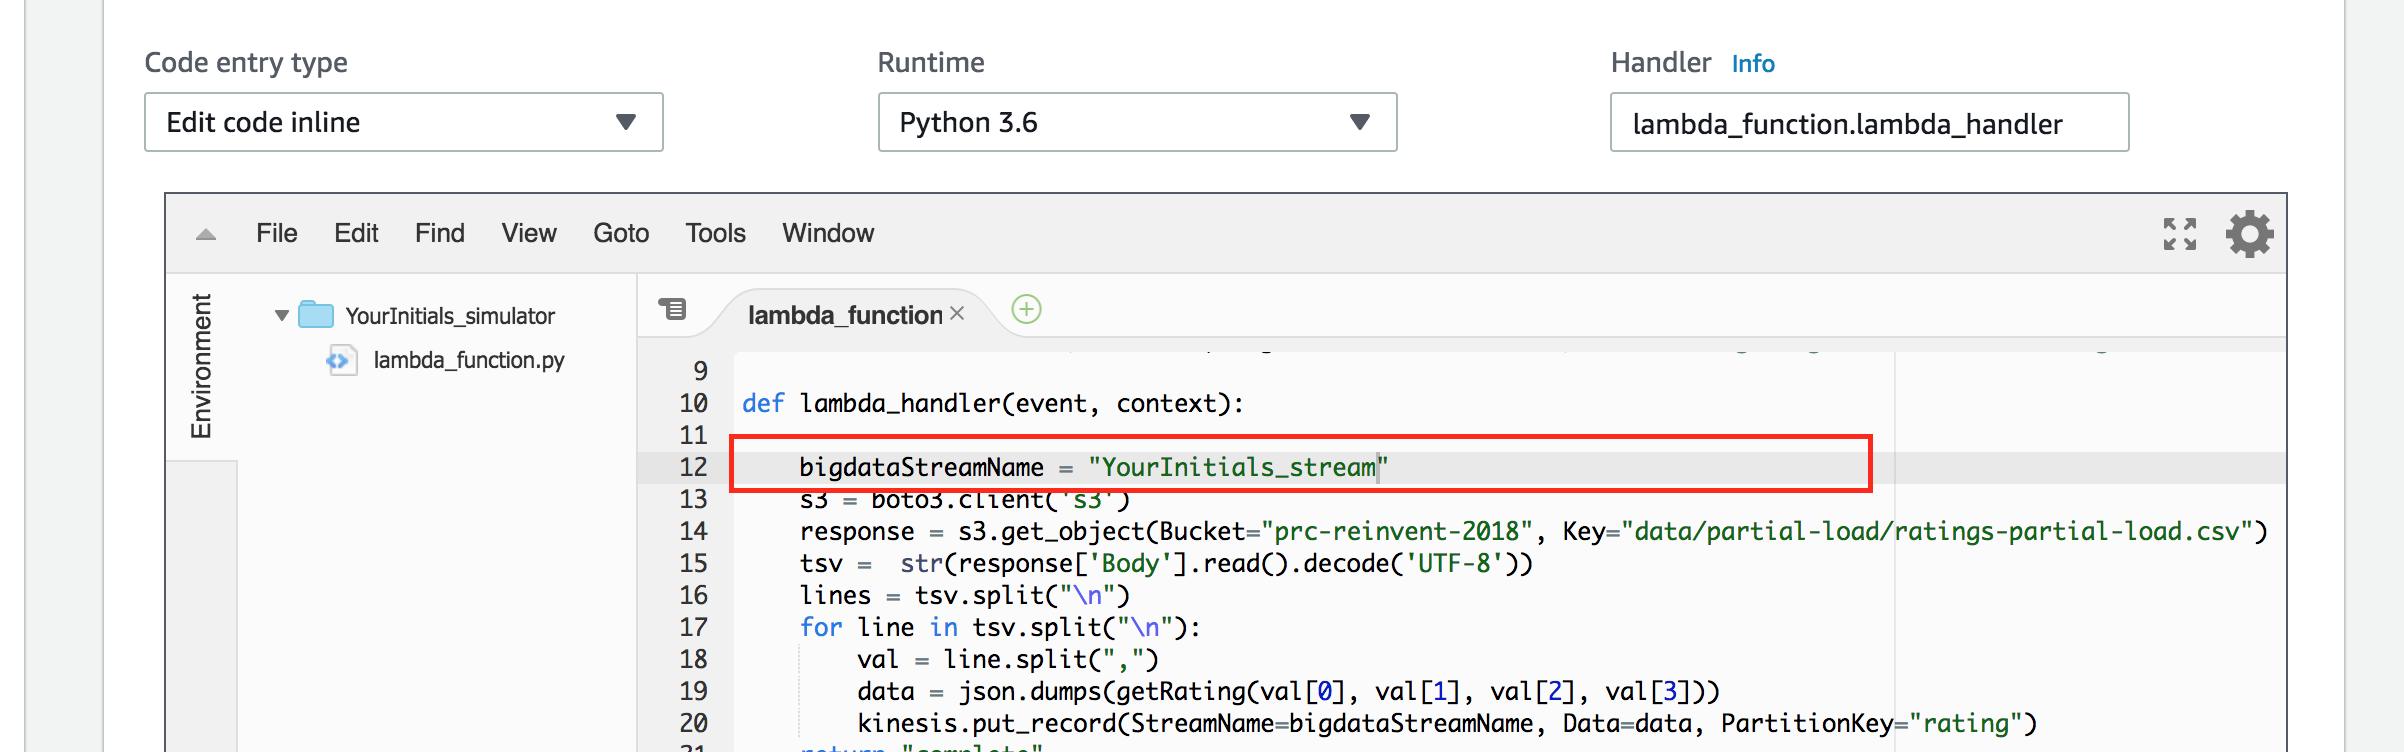 Code entry type
Runtime
Handler Info
Edit code inline
Python 3.6
lambda_function.lambda_handler
File Edit Find View Goto Tools Window
Environment
YourInitials_simulator
lambda_function.py
lambda_function
9
10 def lambda_handler(event, context):
11
12 bigdataStreamName = "YourInitials_stream"
13 s3 = boto3.client('s3')
14 response = s3.get_object(Bucket="prc-reinvent-2018", Key="data/partial-load/ratings-partial-load.csv")
15 tsv =  str(response['Body'].read().decode('UTF-8'))
16 lines = tsv.split("\n")
17 for line in tsv.split("\n"):
18 val = line.split(",")
19 data = json.dumps(getRating(val[0], val[1], val[2], val[3]))
20 kinesis.put_record(StreamName=bigdataStreamName, Data=data, PartitionKey="rating")
21 return "complete"